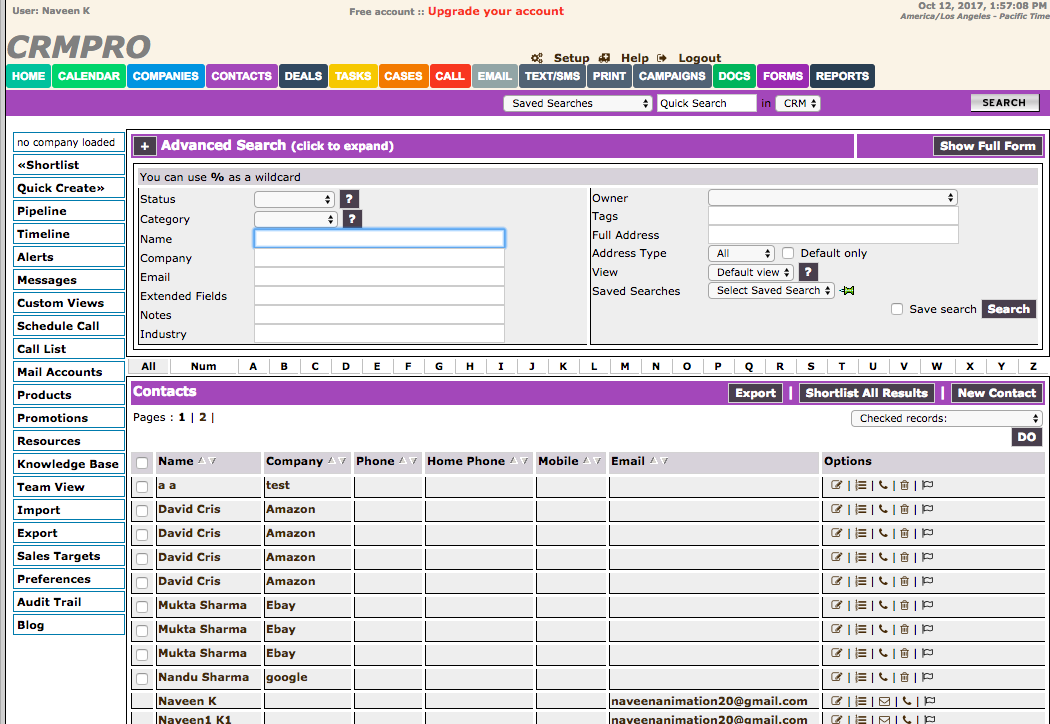 User: Naveen K
Free account :: Upgrade your account
Oct 12, 2017, 1:57:08 PM
America/Los Angeles - Pacific Time
CRMPRO
Setup Help Logout
HOME CALENDAR COMPANIES CONTACTS DEALS TASKS CASES CALL EMAIL TEXT/SMS PRINT CAMPAIGNS DOCS FORMS REPORTS
Saved Searches Quick Search in CRM SEARCH
no company loaded
«Shortlist
Quick Create»
Pipeline
Timeline
Alerts
Messages
Custom Views
Schedule Call
Call List
Mail Accounts
Products
Promotions
Resources
Knowledge Base
Team View
Import
Export
Sales Targets
Preferences
Audit Trail
Blog
+ Advanced Search (click to expand) Show Full Form
You can use % as a wildcard
Status ?
Category ?
Name
Company
Email
Extended Fields
Notes
Industry
Owner
Tags
Full Address
Address Type All Default only
View Default view ?
Saved Searches Select Saved Search
Save search Search
All Num A B C D E F G H I J K L M N O P Q R S T U V W X Y Z
Contacts Export | Shortlist All Results | New Contact
Pages : 1 | 2 |
Checked records:
DO
Name Company Phone Home Phone Mobile Email Options
a a test | | | |
David Cris Amazon | | | |
David Cris Amazon | | | |
David Cris Amazon | | | |
David Cris Amazon | | | |
Mukta Sharma Ebay | | | |
Mukta Sharma Ebay | | | |
Mukta Sharma Ebay | | | |
Nandu Sharma google | | | |
Naveen K naveenanimation20@gmail.com | | | |
Naveen1 K1 naveenanimation20@gmail.com | | | |